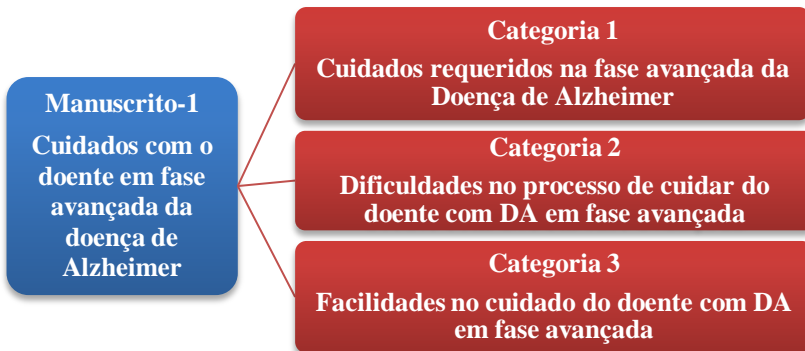 Manuscrito-1
Cuidados com o
doente em fase
avançada da
doença de
Alzheimer
Categoria 1
Cuidados requeridos na fase avançada da
Doença de Alzheimer
Categoria 2
Dificuldades no processo de cuidar do
doente com DA em fase avançada
Categoria 3
Facilidades no cuidado do doente com DA
em fase avançada